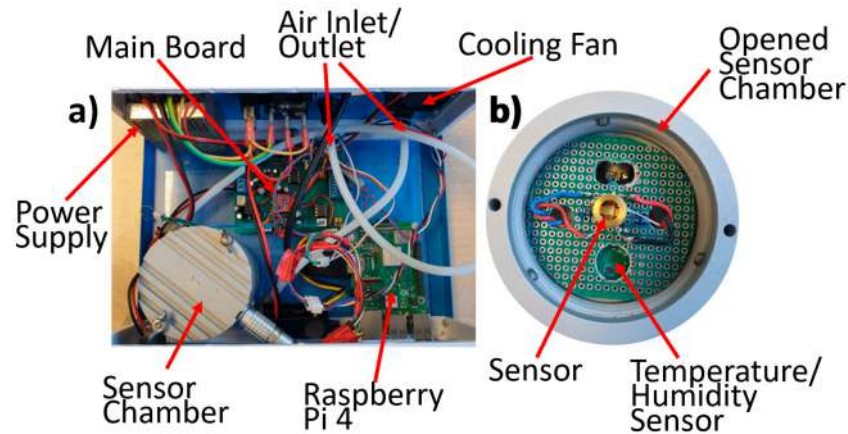 Main Board
Air Inlet/
Outlet
Cooling Fan
Opened
Sensor
Chamber
a)
b)
Power
Supply
Sensor
Chamber
Raspberry
Pi 4
Sensor
Temperature/
Humidity
Sensor